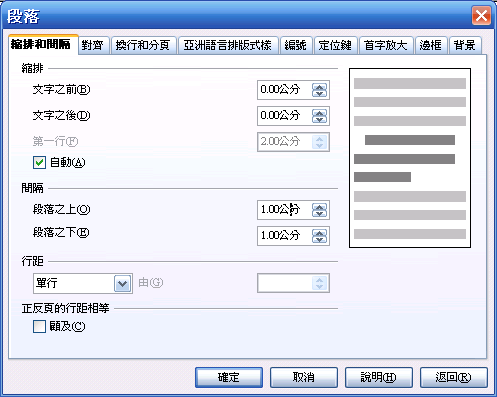 段落
縮排和間隔 對齊 換行和分頁 亞洲語言排版式樣 編號 定位鍵 首字放大 邊框 背景
縮排
文字之前(B) 0.00公分
文字之後(D) 0.00公分
第一行(F) 2.00公分
自動(A)
間隔
段落之上(O) 1.00公分
段落之下(E) 1.00公分
行距
單行 由(G)
正反頁的行距相等
顧及(C)
確定 取消 說明(H) 返回(R)